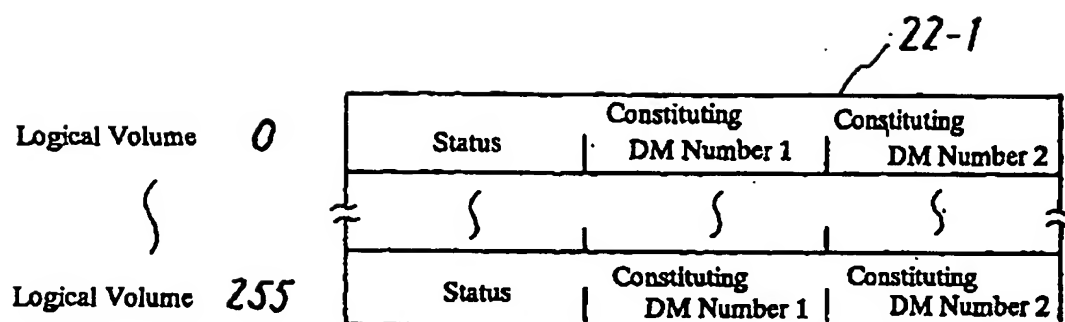 22-1
Logical Volume 0 Status Constituting DM Number 1 Constituting DM Number 2
Logical Volume 255 Status Constituting DM Number 1 Constituting DM Number 2